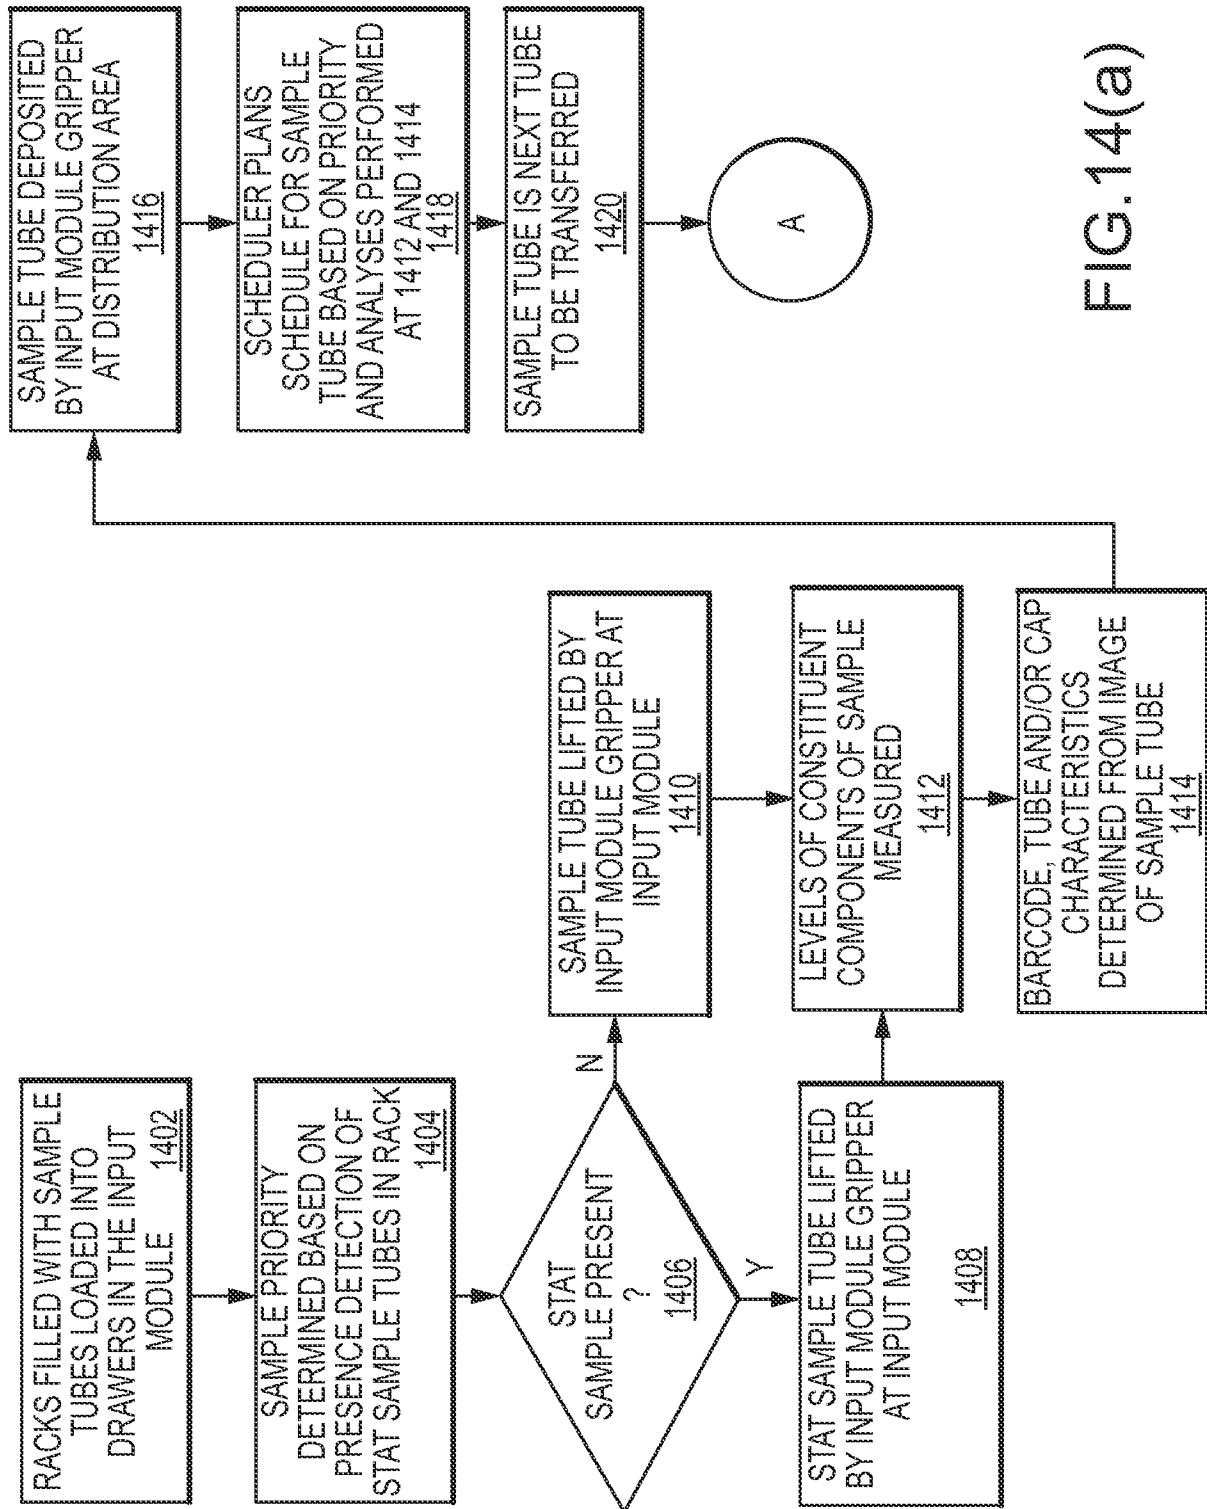 RACKS FILLED WITH SAMPLE
TUBES LOADED INTO
DRAWERS IN THE INPUT
MODULE
1402
SAMPLE PRIORITY
DETERMINED BASED ON
PRESENCE DETECTION OF
STAT SAMPLE TUBES IN RACK
1404
STAT
SAMPLE PRESENT
?
1406
N
Y
STAT SAMPLE TUBE LIFTED
BY INPUT MODULE GRIPPER
AT INPUT MODULE
1408
SAMPLE TUBE LIFTED BY
INPUT MODULE GRIPPER AT
INPUT MODULE
1410
LEVELS OF CONSTITUENT
COMPONENTS OF SAMPLE
MEASURED
1412
BARCODE, TUBE AND/OR CAP
CHARACTERISTICS
DETERMINED FROM IMAGE
OF SAMPLE TUBE
1414
SAMPLE TUBE DEPOSITED
BY INPUT MODULE GRIPPER
AT DISTRIBUTION AREA
1416
SCHEDULER PLANS
SCHEDULE FOR SAMPLE
TUBE BASED ON PRIORITY
AND ANALYSES PERFORMED
AT 1412 AND 1414
1418
SAMPLE TUBE IS NEXT TUBE
TO BE TRANSFERRED
1420
A
FIG.14(a)